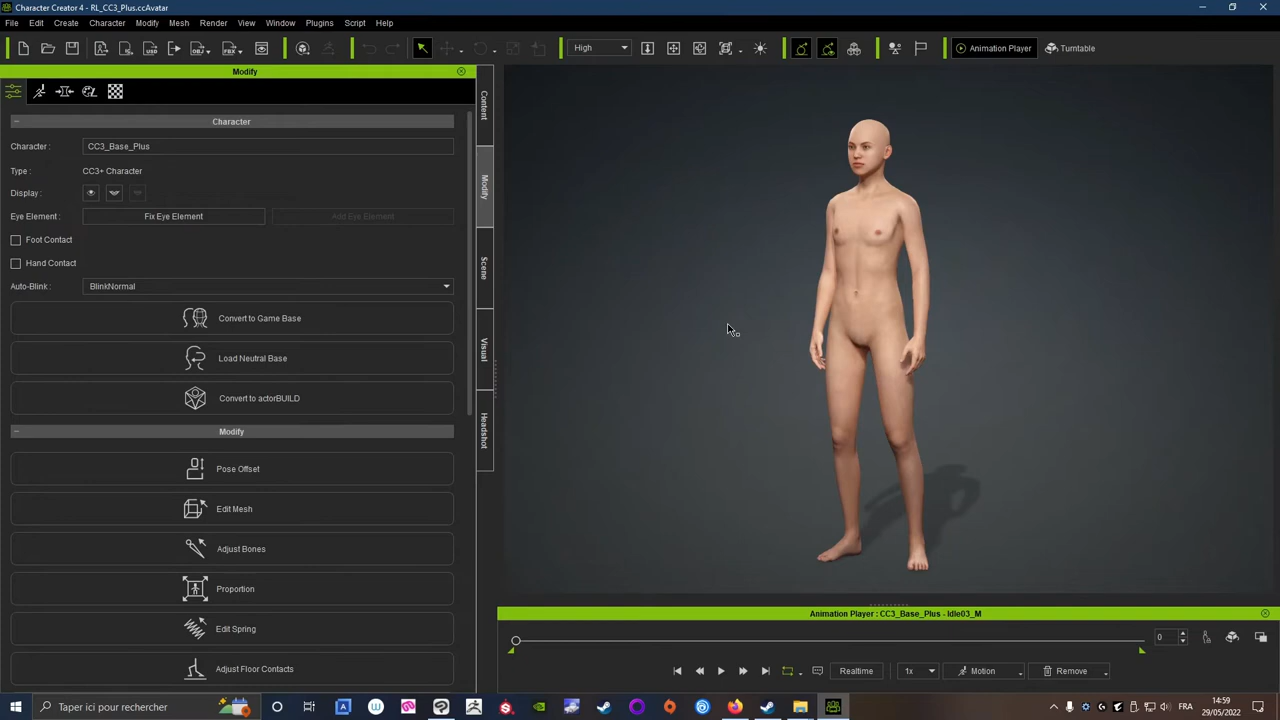 Character Creator 4 - RL_CC3_Plus.ccAvatar
File Edit Create Character Modify Mesh Render View Window Plugins Script Help
High Animation Player Turntable
Modify
Content
Modify
Scene
Visual
Headshot
Character
Character : CC3_Base_Plus
Type : CC3+ Character
Display :
Eye Element : Fix Eye Element Add Eye Element
Foot Contact
Hand Contact
Auto-Blink : BlinkNormal
Convert to Game Base
Load Neutral Base
Convert to actorBUILD
Modify
Pose Offset
Edit Mesh
Adjust Bones
Proportion
Edit Spring
Adjust Floor Contacts
Animation Player : CC3_Base_Plus - Idle03_M
0
Realtime 1x Motion Remove
Taper ici pour rechercher
FRA
14:59
29/05/2022